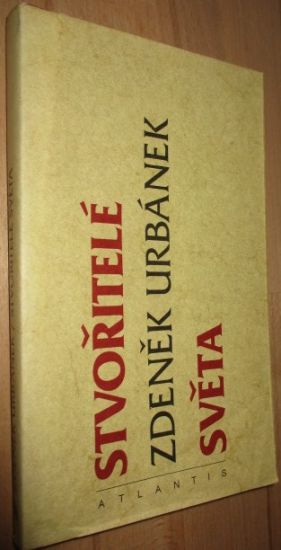 STVOŘITELÉ
ZDENĚK URBÁNEK
SVĚTA
ATLANTIS